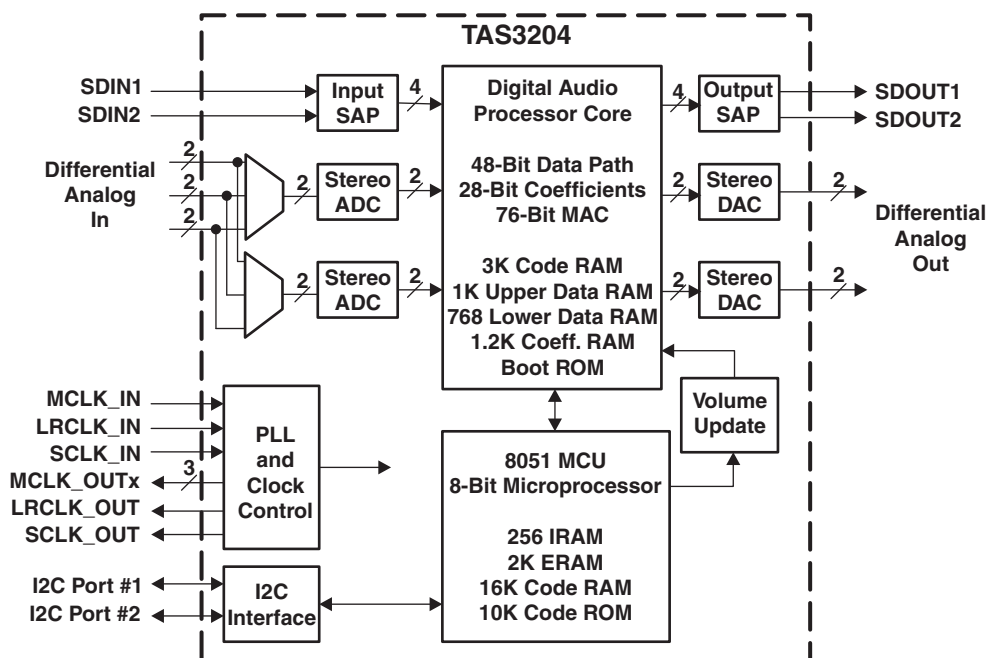 TAS3204
SDIN1
SDIN2
Input
SAP
4
Digital Audio
Processor Core
48-Bit Data Path
28-Bit Coefficients
76-Bit MAC
3K Code RAM
1K Upper Data RAM
768 Lower Data RAM
1.2K Coeff. RAM
Boot ROM
4
Output
SAP
SDOUT1
SDOUT2
Differential
Analog
In
2
2
2
2
Stereo
ADC
2
2
Stereo
DAC
2
2
Stereo
ADC
2
2
Stereo
DAC
2
Differential
Analog
Out
MCLK_IN
LRCLK_IN
SCLK_IN
MCLK_OUTx
3
LRCLK_OUT
SCLK_OUT
PLL
and
Clock
Control
Volume
Update
8051 MCU
8-Bit Microprocessor
256 IRAM
2K ERAM
16K Code RAM
10K Code ROM
I2C Port #1
I2C Port #2
I2C
Interface